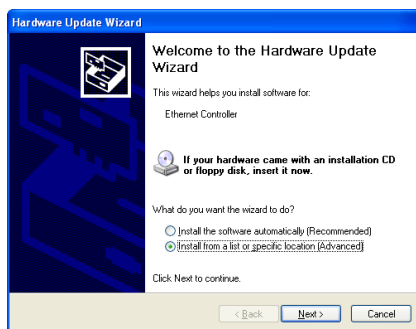 Hardware Update Wizard
Welcome to the Hardware Update
Wizard
This wizard helps you install software for:
Ethernet Controller
If your hardware came with an installation CD
or floppy disk, insert it now.
What do you want the wizard to do?
Install the software automatically (Recommended)
Install from a list or specific location (Advanced)
Click Next to continue.
< Back Next > Cancel